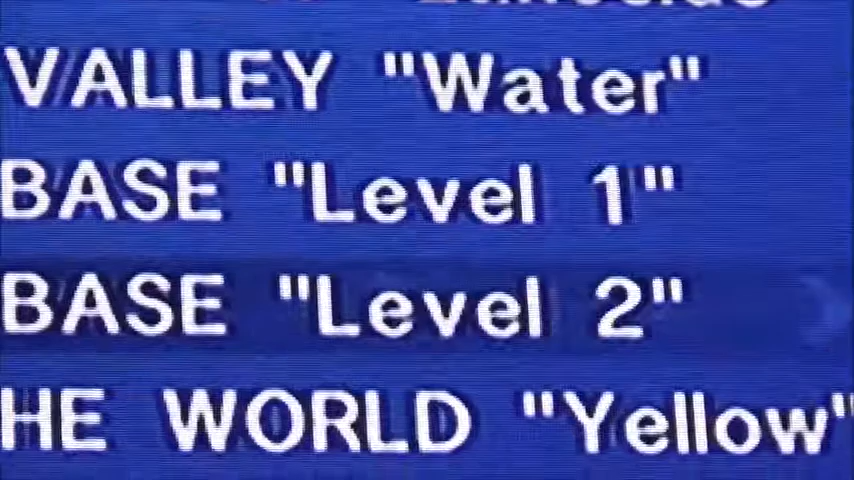 VALLEY "Water"
BASE "Level 1"
BASE "Level 2"
HE WORLD "Yellow"